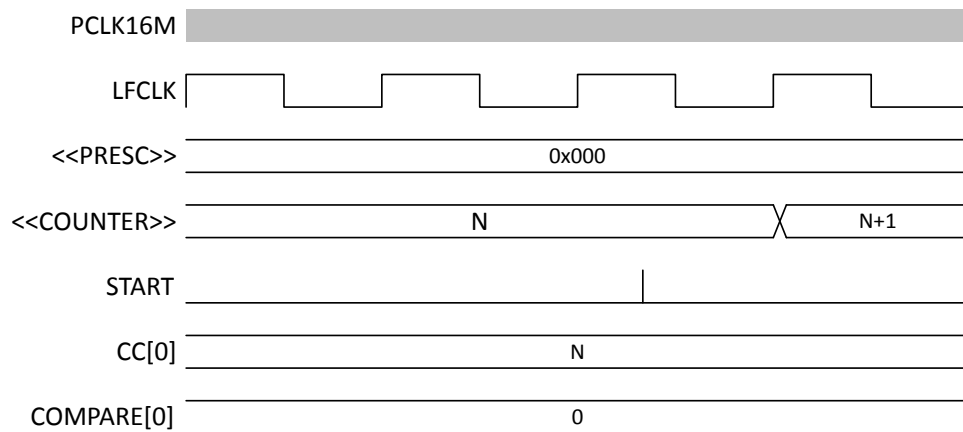 PCLK16M
LFCLK
<<PRESC>> 0x000
<<COUNTER>> N N+1
START
CC[0] N
COMPARE[0] 0